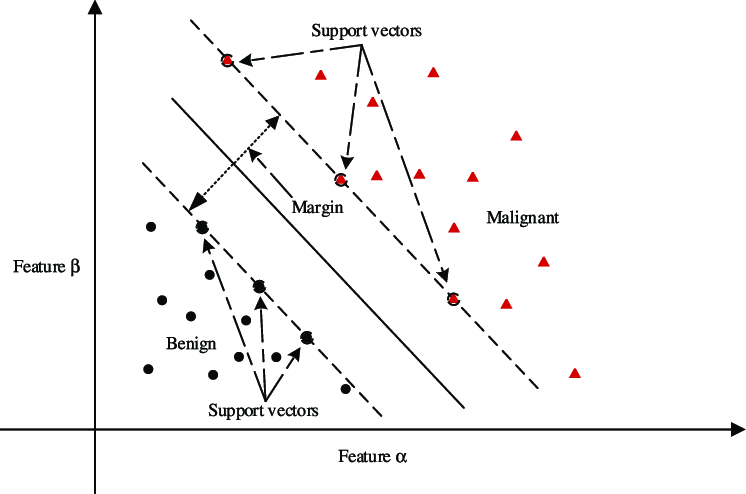 Support vectors
Margin
Malignant
Feature β
Benign
Support vectors
Feature α